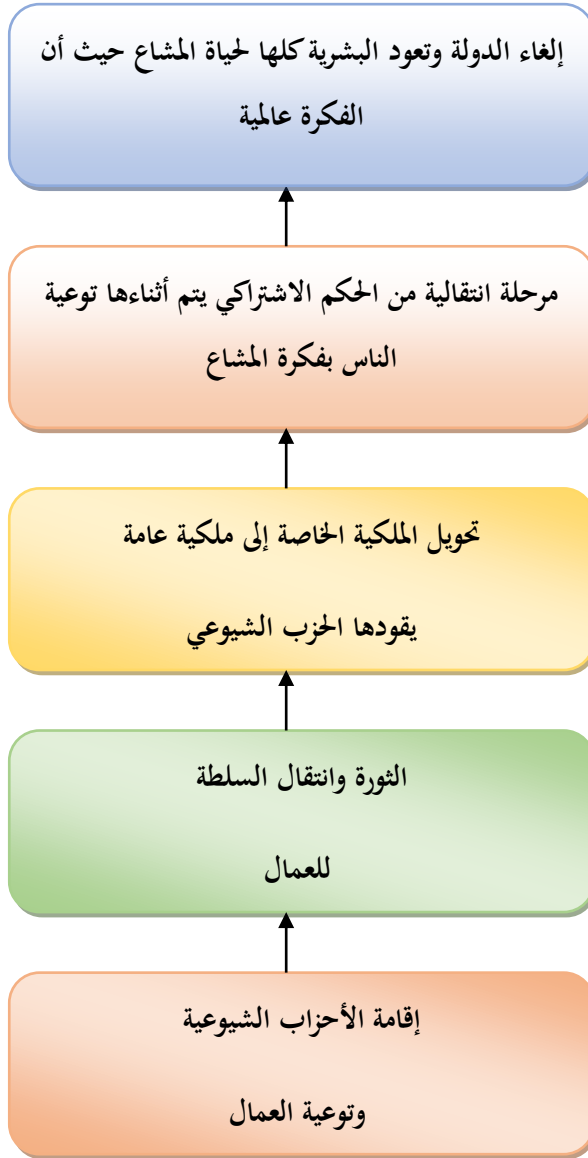 إلغاء الدولة وتعود البشرية كلها لحياة المشاع حيث أن
الفكرة عالمية
مرحلة انتقالية من الحكم الاشتراكي يتم أثناءها توعية
الناس بفكرة المشاع
تحويل الملكية الخاصة إلى ملكية عامة
يقودها الحزب الشيوعي
الثورة وانتقال السلطة
للعمال
إقامة الأحزاب الشيوعية
وتوعية العمال